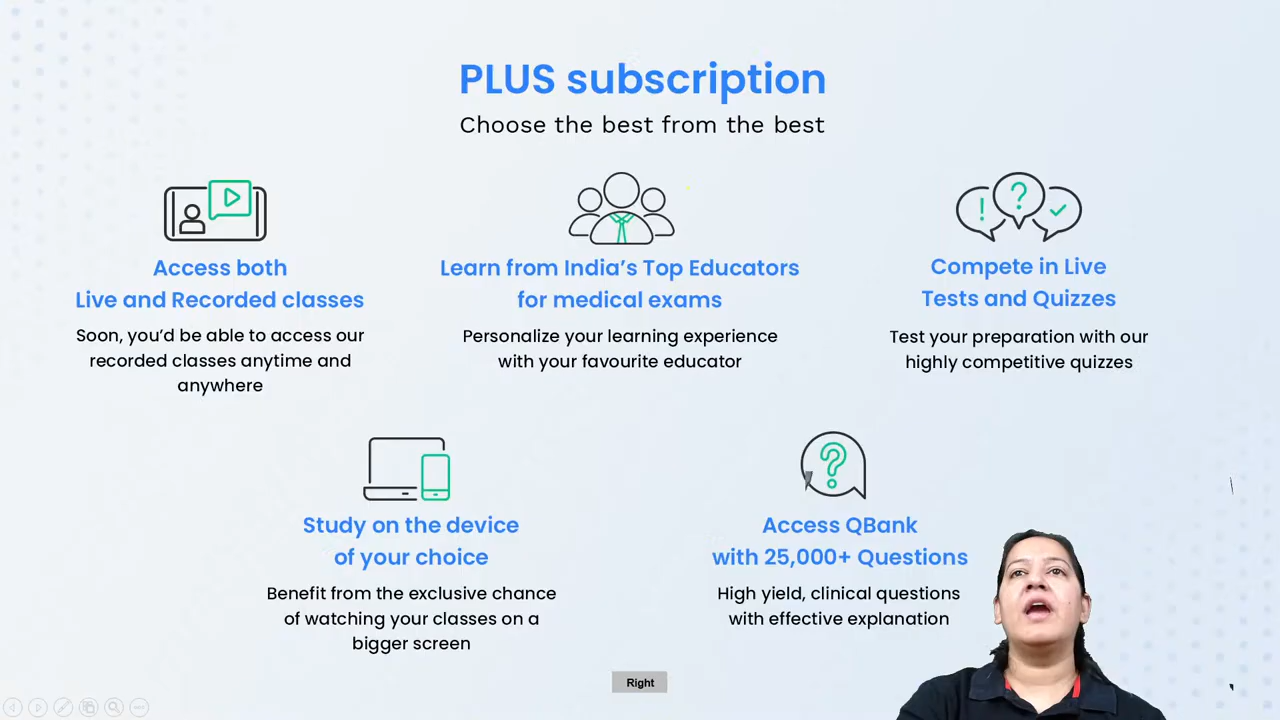 PLUS subscription
Choose the best from the best
Access both
Live and Recorded classes
Soon, you'd be able to access our
recorded classes anytime and
anywhere
Learn from India's Top Educators
for medical exams
Personalize your learning experience
with your favourite educator
Compete in Live
Tests and Quizzes
Test your preparation with our
highly competitive quizzes
Study on the device
of your choice
Benefit from the exclusive chance
of watching your classes on a
bigger screen
Access QBank
with 25,000+ Questions
High yield, clinical questions
with effective explanation
Right